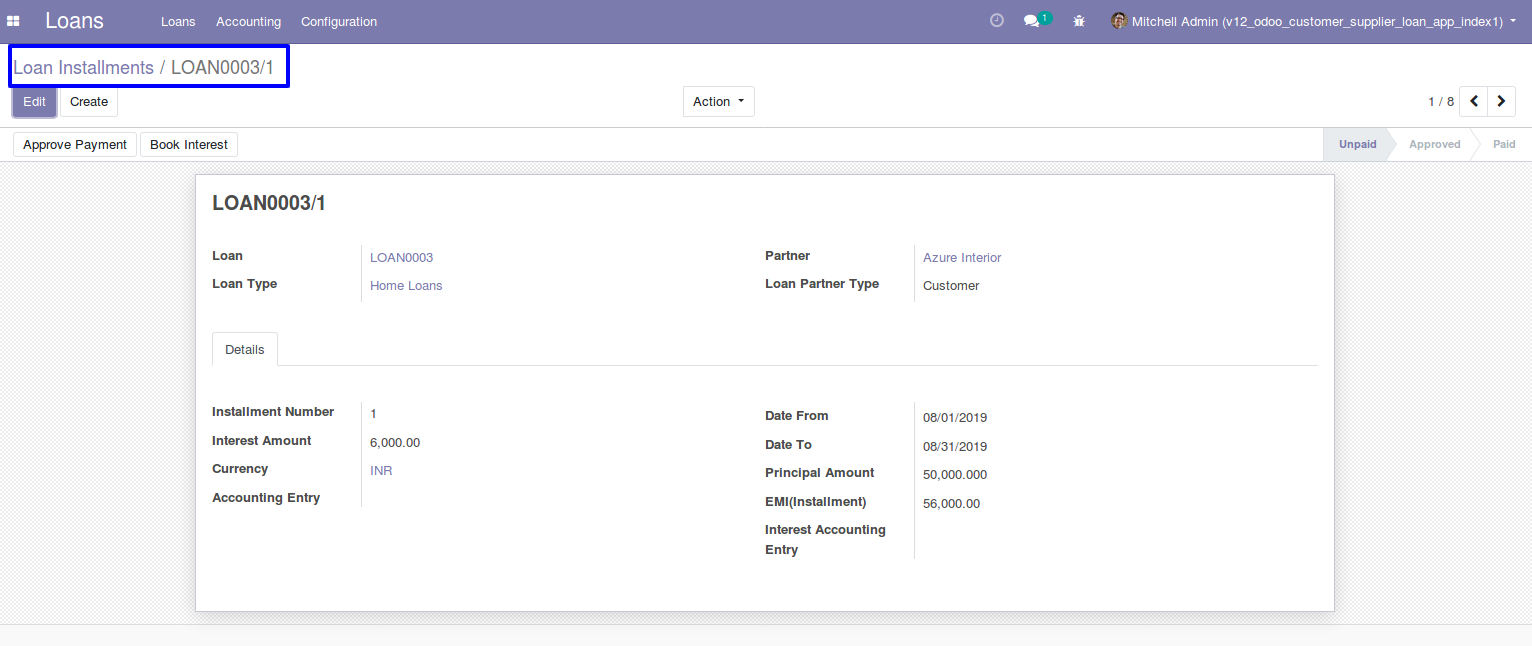 Loans Loans Accounting Configuration 1 Mitchell Admin (v12_odoo_customer_supplier_loan_app_index1)
Loan Installments / LOAN0003/1
Edit Create Action 1 / 8
Approve Payment Book Interest Unpaid Approved Paid
LOAN0003/1
Loan LOAN0003 Partner Azure Interior
Loan Type Home Loans Loan Partner Type Customer
Details
Installment Number 1 Date From 08/01/2019
Interest Amount 6,000.00 Date To 08/31/2019
Currency INR Principal Amount 50,000.000
Accounting Entry EMI(Installment) 56,000.00
Interest Accounting
Entry